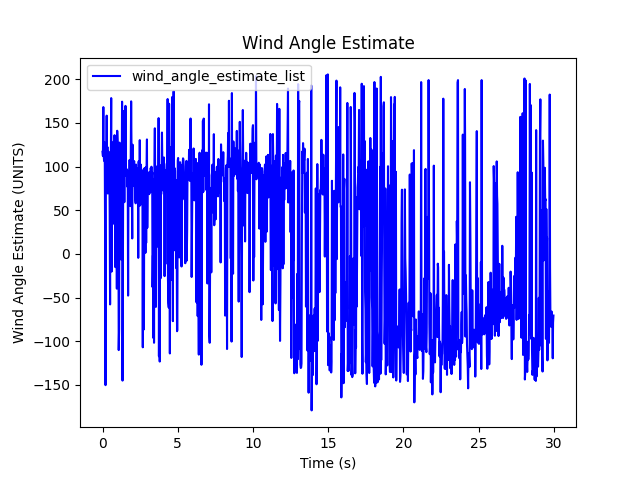 Wind Angle Estimate
wind_angle_estimate_list
Wind Angle Estimate (UNITS)
200
150
100
50
0
−50
−100
−150
0 5 10 15 20 25 30
Time (s)